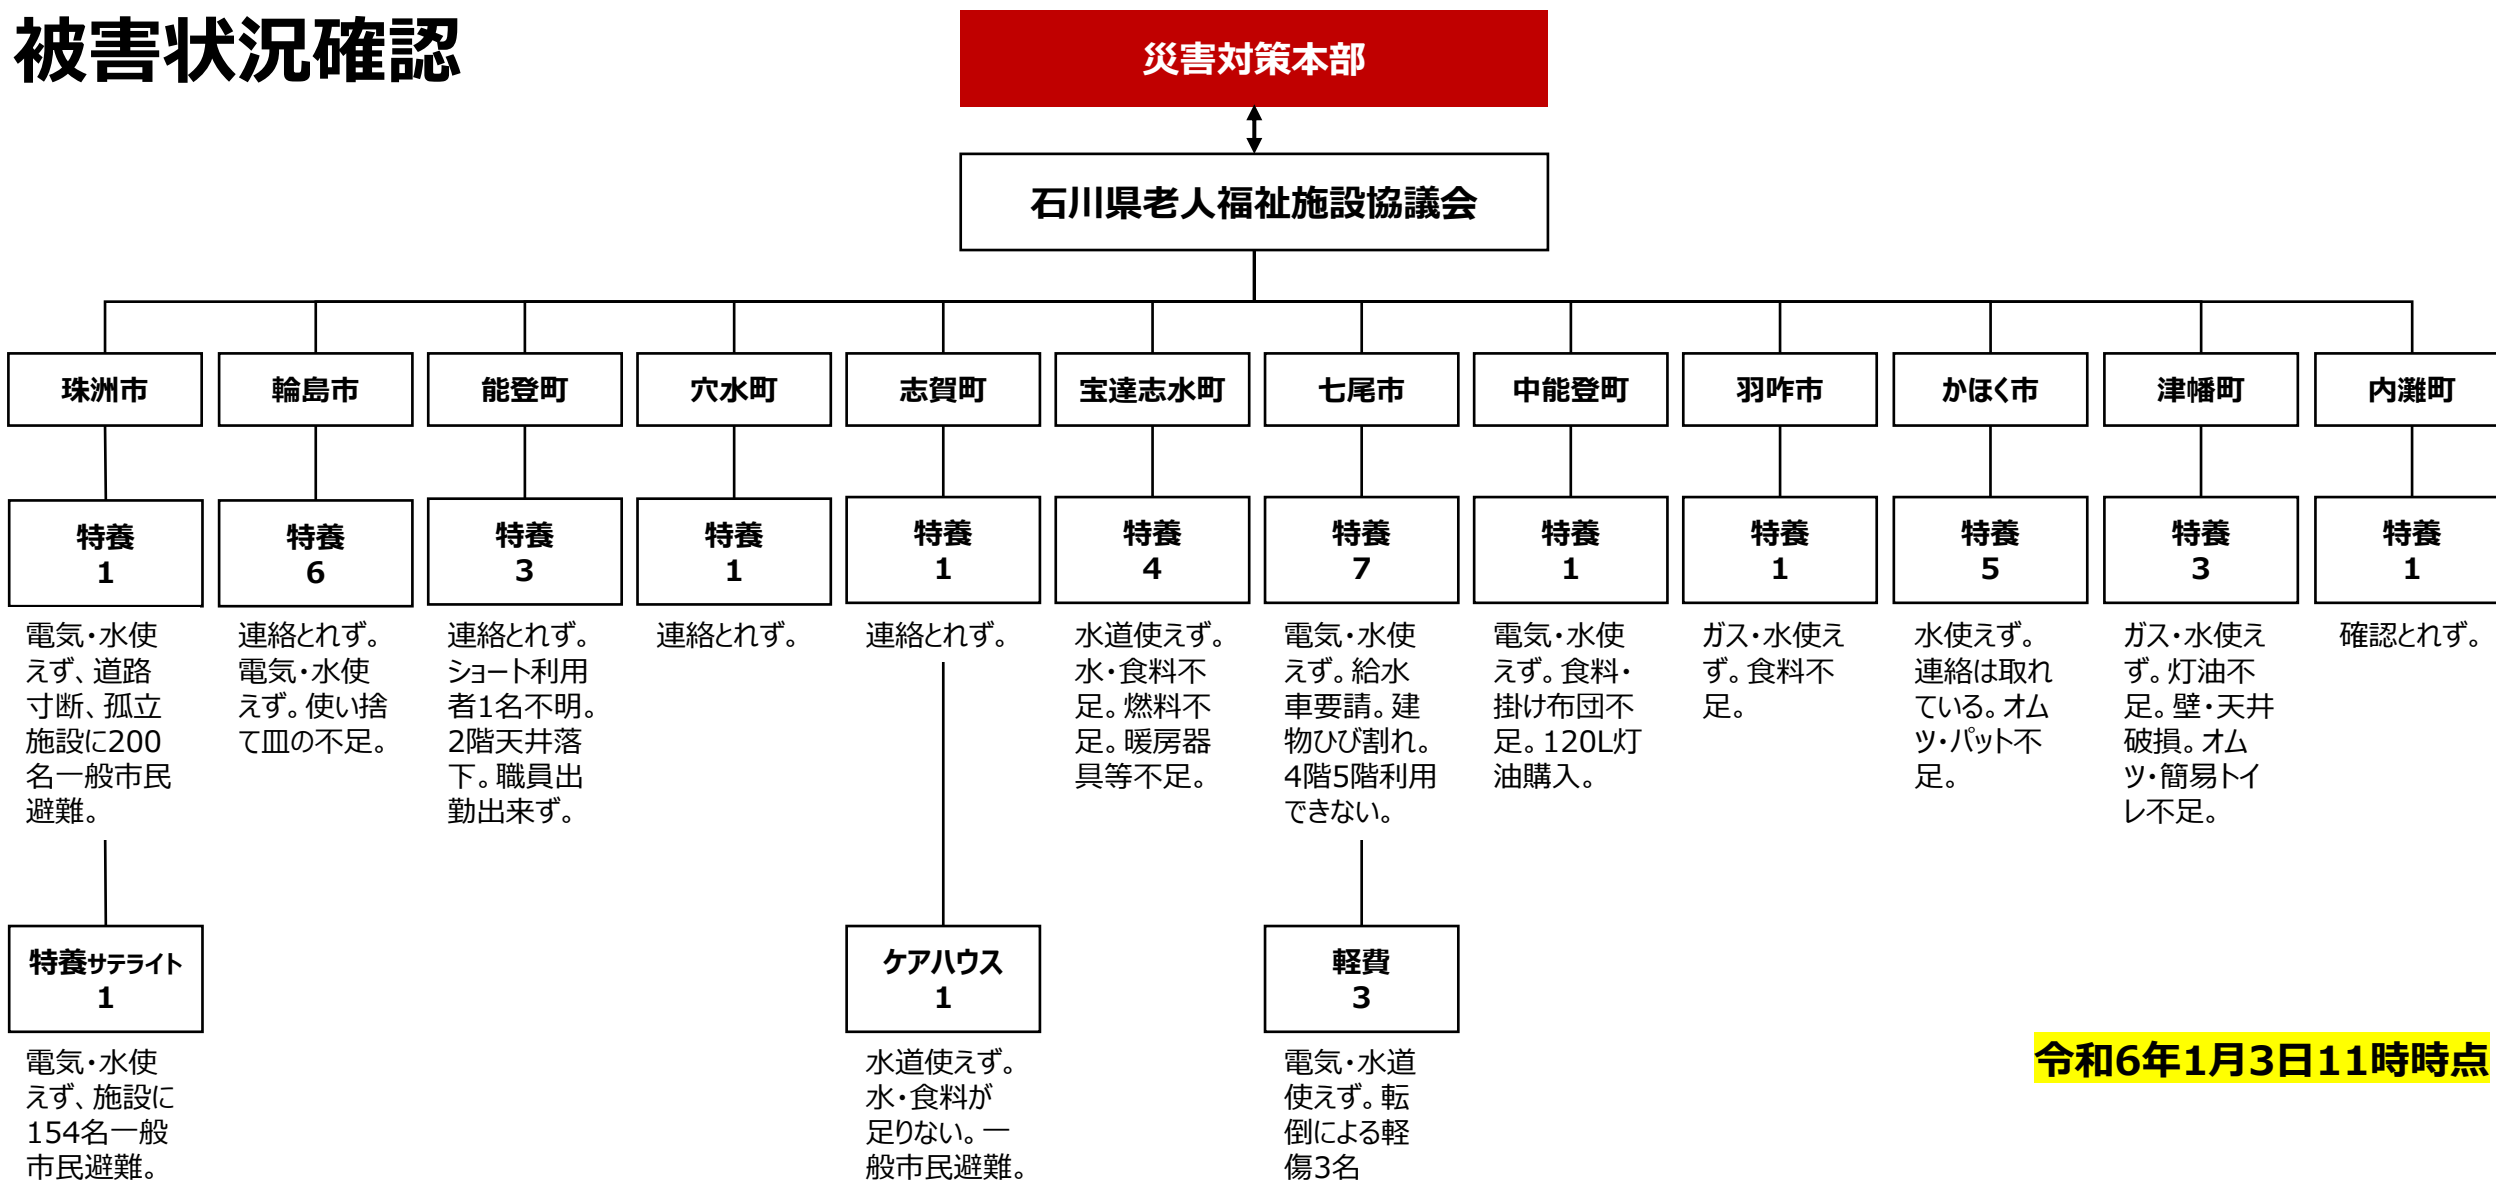 被害状況確認
災害対策本部
石川県老人福祉施設協議会
珠洲市
輪島市
能登町
穴水町
志賀町
宝達志水町
七尾市
中能登町
羽咋市
かほく市
津幡町
内灘町
特養
1
特養
6
特養
3
特養
1
特養
1
特養
4
特養
7
特養
1
特養
1
特養
5
特養
3
特養
1
電気・水使
えず、道路
寸断、孤立
施設に200
名一般市民
避難。
連絡とれず。
電気・水使
えず。使い捨
て皿の不足。
連絡とれず。
ショート利用
者1名不明。
2階天井落
下。職員出
勤出来ず。
連絡とれず。
連絡とれず。
水道使えず。
水・食料不
足。燃料不
足。暖房器
具等不足。
電気・水使
えず。給水
車要請。建
物ひび割れ。
4階5階利用
できない。
電気・水使
えず。食料・
掛け布団不
足。120L灯
油購入。
ガス・水使え
ず。食料不
足。
水使えず。
連絡は取れ
ている。オム
ツ・パット不
足。
ガス・水使え
ず。灯油不
足。壁・天井
破損。オム
ツ・簡易トイ
レ不足。
確認とれず。
特養サテライト
1
ケアハウス
1
軽費
3
電気・水使
えず、施設に
154名一般
市民避難。
水道使えず。
水・食料が
足りない。一
般市民避難。
電気・水道
使えず。転
倒による軽
傷3名
令和6年1月3日11時時点